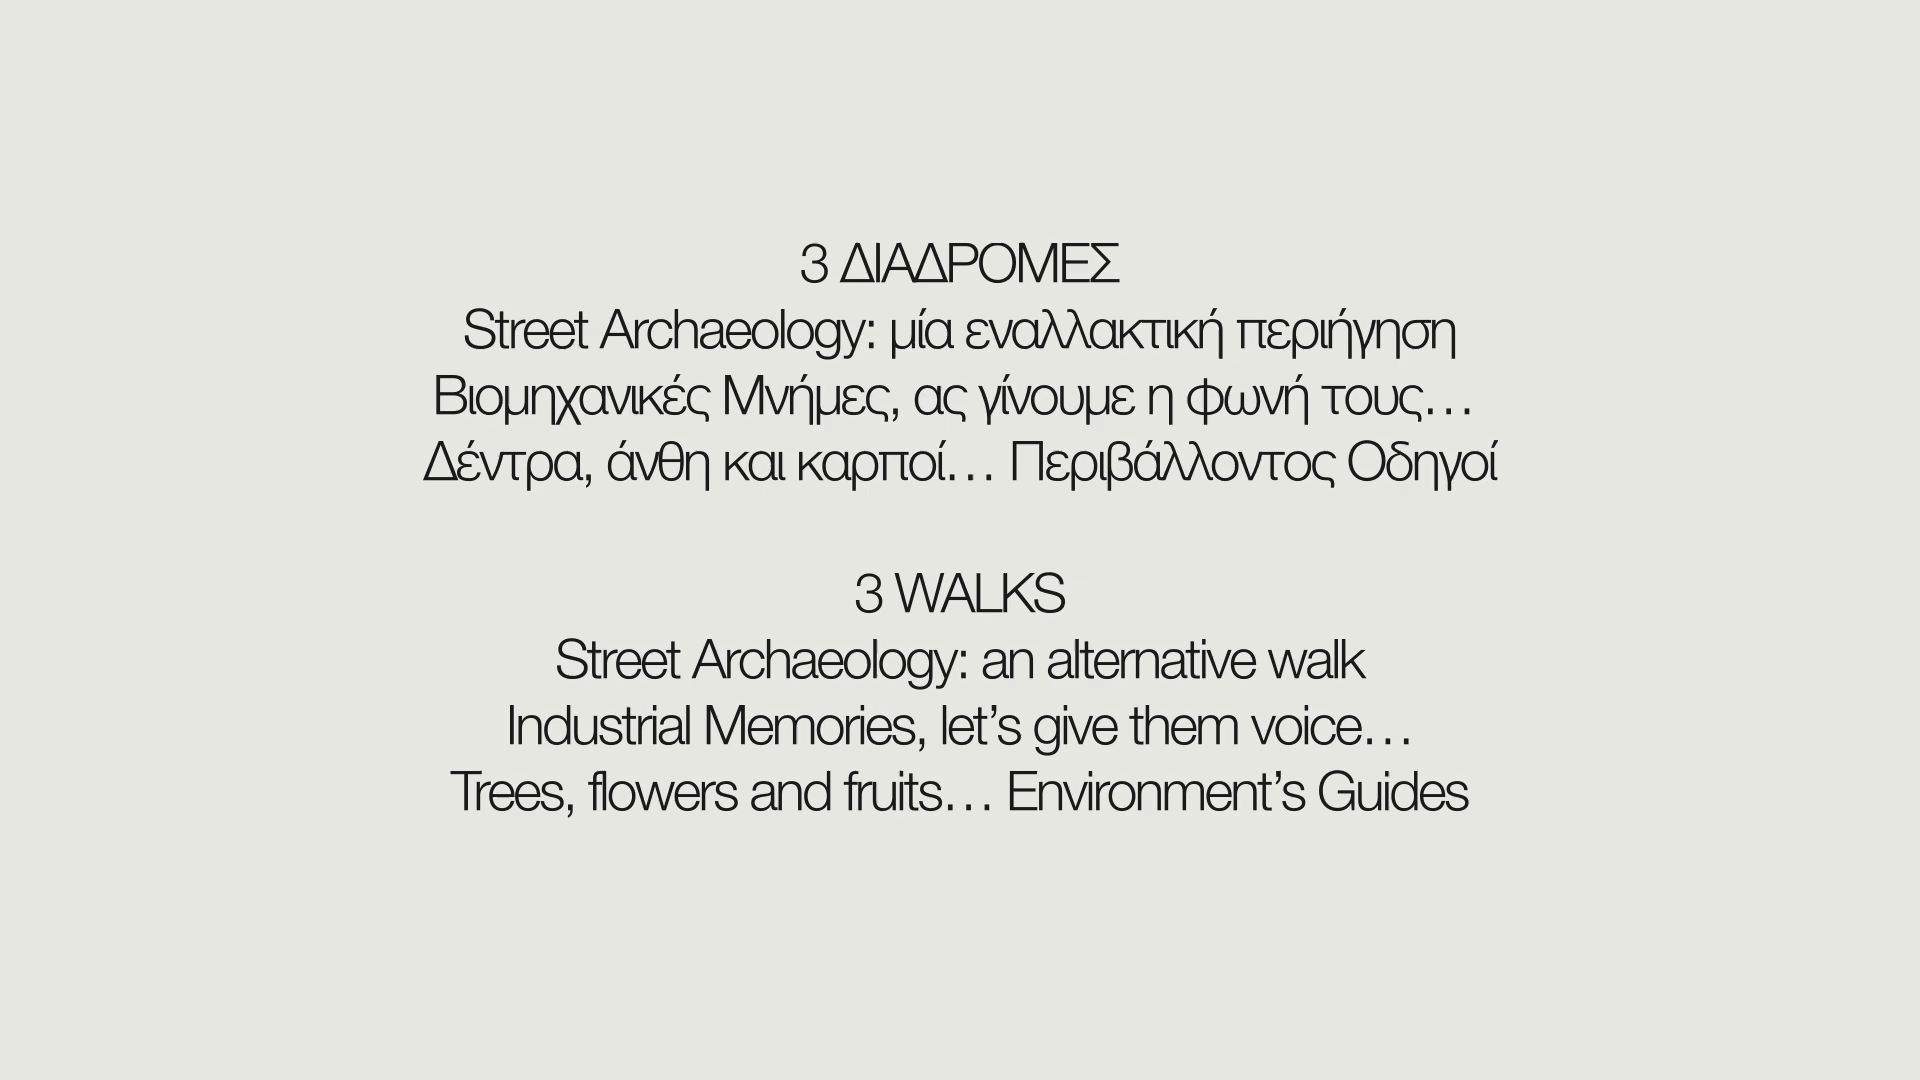 3 ΔΙΑΔΡΟΜΕΣ
Street Archaeology: μία εναλλακτική περιήγηση
Βιομηχανικές Μνήμες, ας γίνουμε η φωνή τους…
Δέντρα, άνθη και καρποί… Περιβάλλοντος Οδηγοί
3 WALKS
Street Archaeology: an alternative walk
Industrial Memories, let’s give them voice…
Trees, flowers and fruits… Environment’s Guides